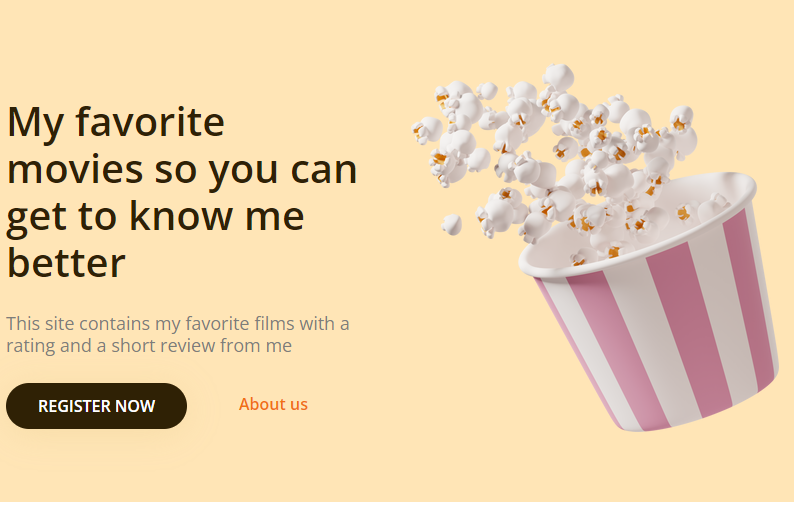 My favorite
movies so you can
get to know me
better
This site contains my favorite films with a
rating and a short review from me
REGISTER NOW
About us